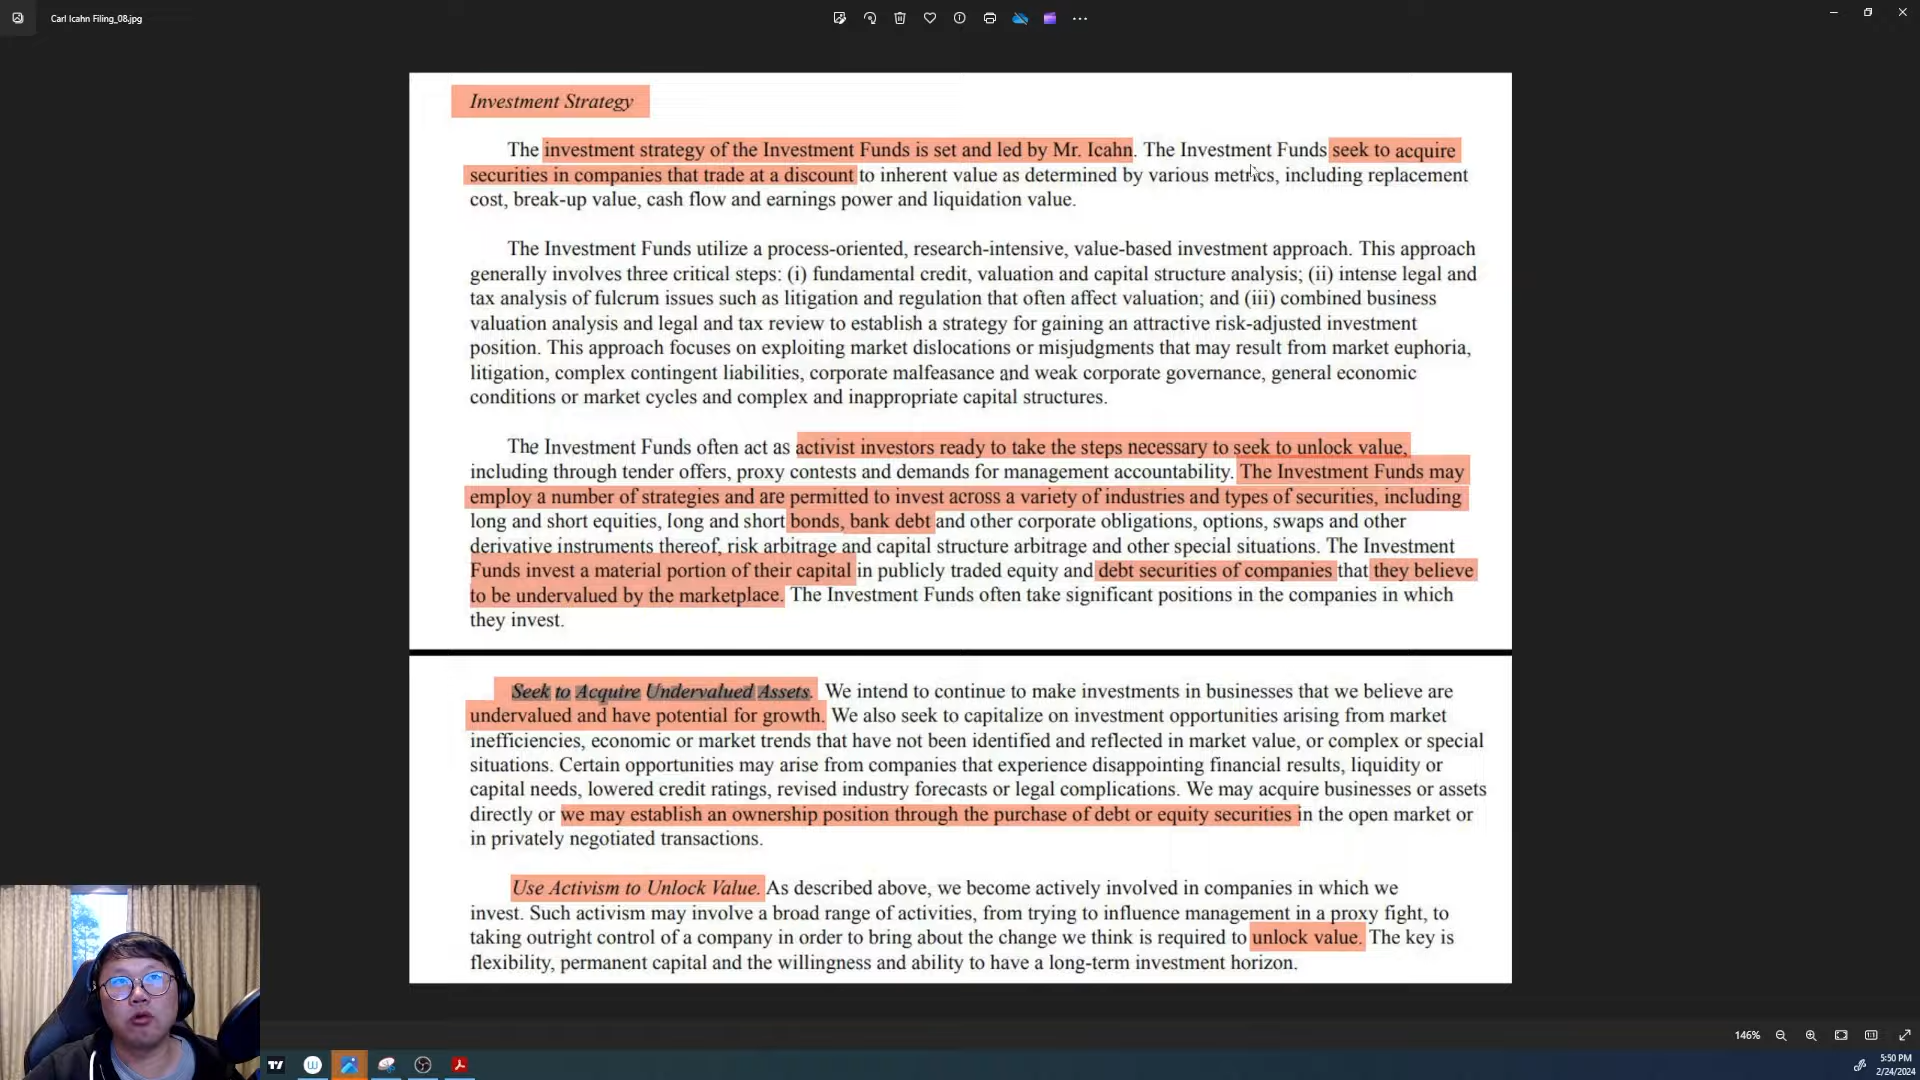 Carl Icahn Filing_08.jpg
Investment Strategy
The investment strategy of the Investment Funds is set and led by Mr. Icahn. The Investment Funds seek to acquire
securities in companies that trade at a discount to inherent value as determined by various metrics, including replacement
cost, break-up value, cash flow and earnings power and liquidation value.
The Investment Funds utilize a process-oriented, research-intensive, value-based investment approach. This approach
generally involves three critical steps: (i) fundamental credit, valuation and capital structure analysis; (ii) intense legal and
tax analysis of fulcrum issues such as litigation and regulation that often affect valuation; and (iii) combined business
valuation analysis and legal and tax review to establish a strategy for gaining an attractive risk-adjusted investment
position. This approach focuses on exploiting market dislocations or misjudgments that may result from market euphoria,
litigation, complex contingent liabilities, corporate malfeasance and weak corporate governance, general economic
conditions or market cycles and complex and inappropriate capital structures.
The Investment Funds often act as activist investors ready to take the steps necessary to seek to unlock value,
including through tender offers, proxy contests and demands for management accountability. The Investment Funds may
employ a number of strategies and are permitted to invest across a variety of industries and types of securities, including
long and short equities, long and short bonds, bank debt and other corporate obligations, options, swaps and other
derivative instruments thereof, risk arbitrage and capital structure arbitrage and other special situations. The Investment
Funds invest a material portion of their capital in publicly traded equity and debt securities of companies that they believe
to be undervalued by the marketplace. The Investment Funds often take significant positions in the companies in which
they invest.
Seek to Acquire Undervalued Assets. We intend to continue to make investments in businesses that we believe are
undervalued and have potential for growth. We also seek to capitalize on investment opportunities arising from market
inefficiencies, economic or market trends that have not been identified and reflected in market value, or complex or special
situations. Certain opportunities may arise from companies that experience disappointing financial results, liquidity or
capital needs, lowered credit ratings, revised industry forecasts or legal complications. We may acquire businesses or assets
directly or we may establish an ownership position through the purchase of debt or equity securities in the open market or
in privately negotiated transactions.
Use Activism to Unlock Value. As described above, we become actively involved in companies in which we
invest. Such activism may involve a broad range of activities, from trying to influence management in a proxy fight, to
taking outright control of a company in order to bring about the change we think is required to unlock value. The key is
flexibility, permanent capital and the willingness and ability to have a long-term investment horizon.
146%
5:50 PM
2/24/2024